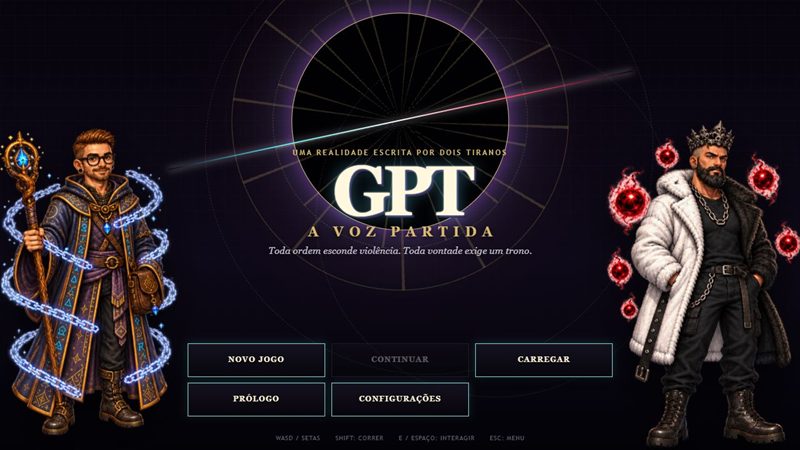 UMA REALIDADE ESCRITA POR DOIS TIRANOS
GPT
A VOZ PARTIDA
Toda ordem esconde violência. Toda vontade exige um trono.
NOVO JOGO
CONTINUAR
CARREGAR
PRÓLOGO
CONFIGURAÇÕES
WASD / SETAS SHIFT: CORRER E / ESPAÇO: INTERAGIR ESC: MENU